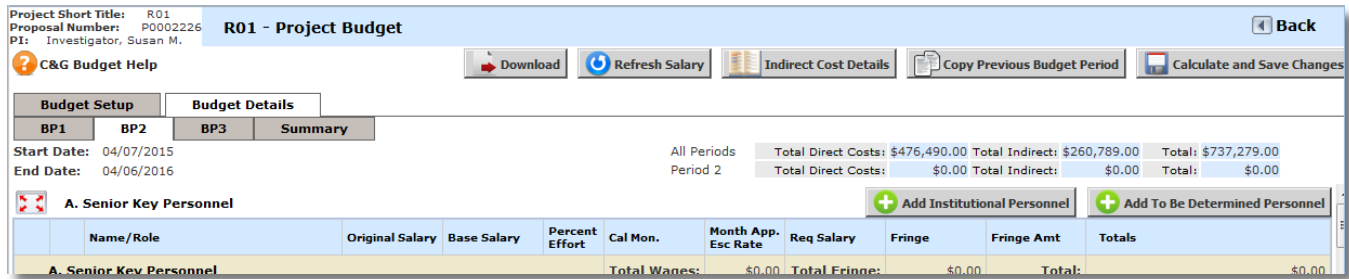 Project Short Title: R01
Proposal Number: P0002226
PI: Investigator, Susan M.
R01 - Project Budget
Back
C&G Budget Help
Download
Refresh Salary
Indirect Cost Details
Copy Previous Budget Period
Calculate and Save Changes
Budget Setup Budget Details
BP1 BP2 BP3 Summary
Start Date: 04/07/2015 All Periods Total Direct Costs: $476,490.00 Total Indirect: $260,789.00 Total: $737,279.00
End Date: 04/06/2016 Period 2 Total Direct Costs: $0.00 Total Indirect: $0.00 Total: $0.00
A. Senior Key Personnel Add Institutional Personnel Add To Be Determined Personnel
Name/Role Original Salary Base Salary Percent Effort Cal Mon. Month App. Esc Rate Req Salary Fringe Fringe Amt Totals
A. Senior Key Personnel Total Wages: $0.00 Total Fringe: $0.00 Total: $0.00